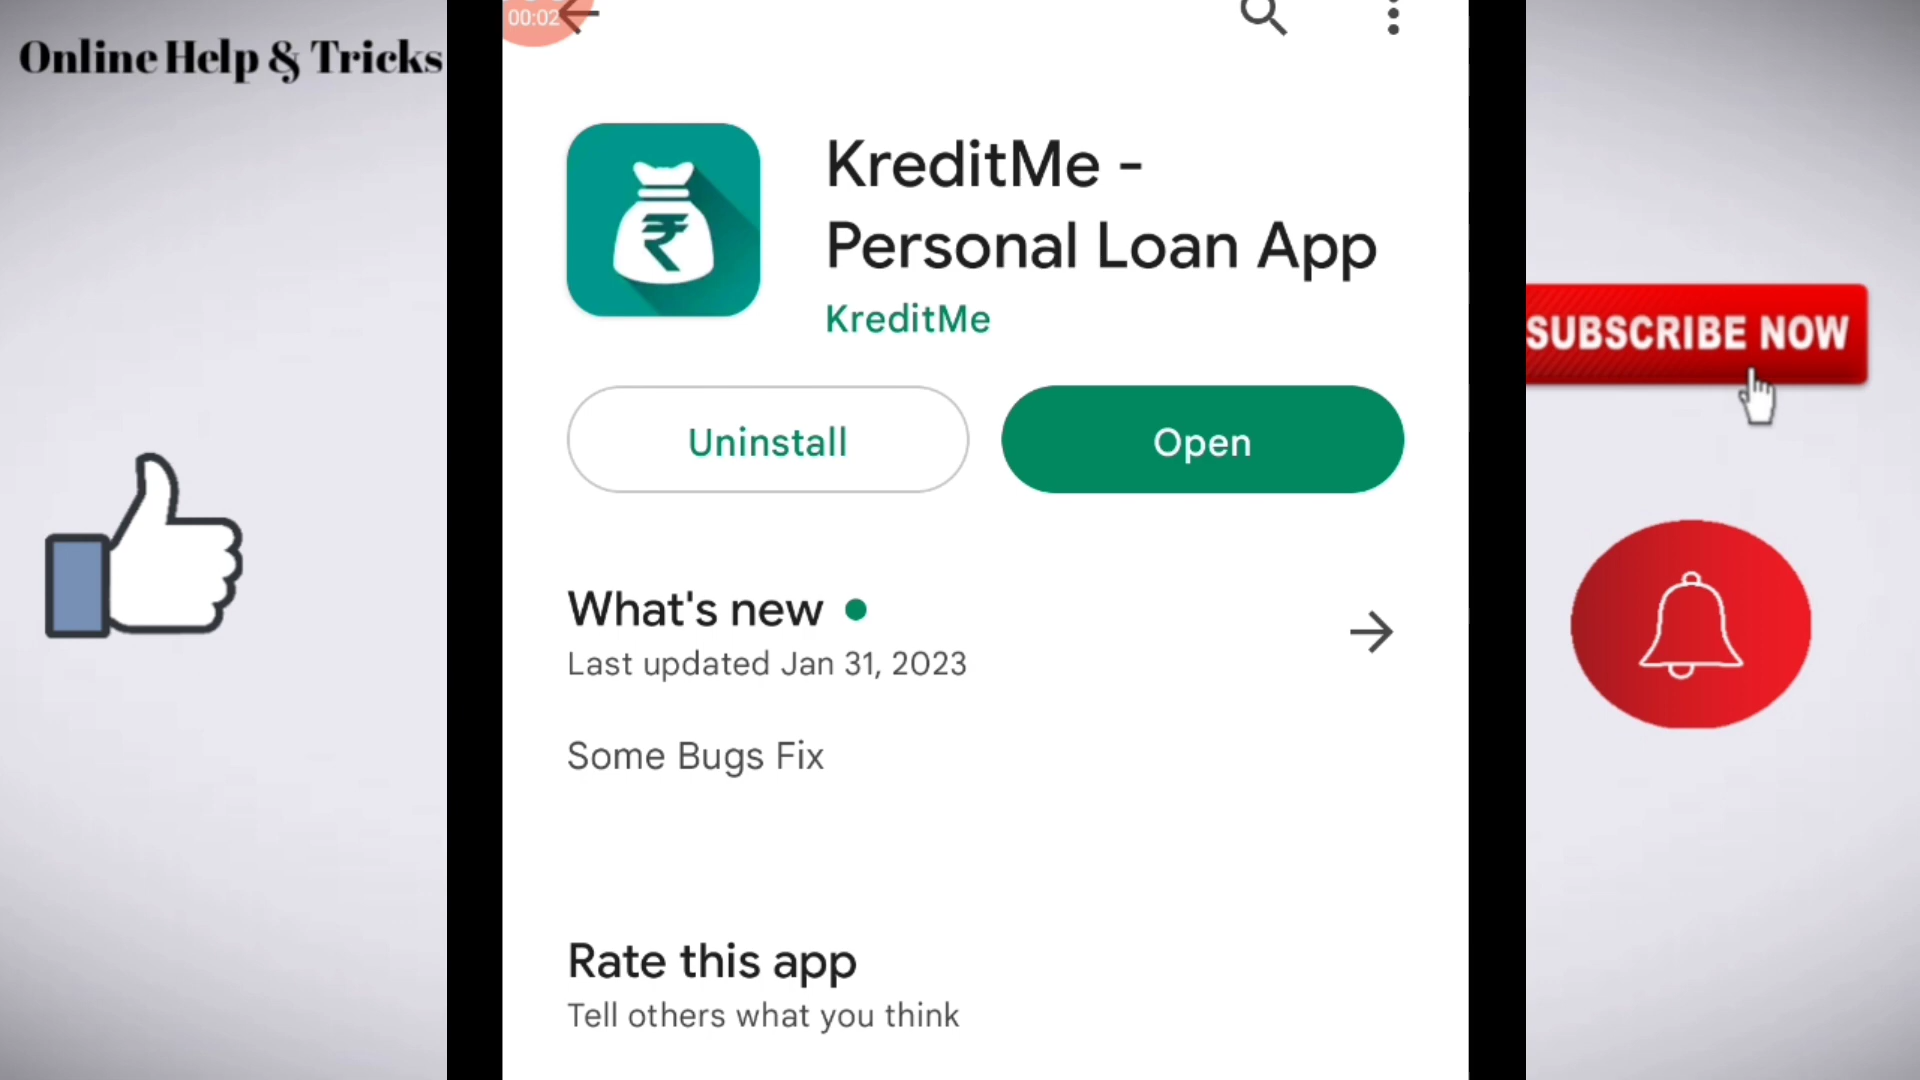 Online Help & Tricks
00:02
KreditMe -
Personal Loan App
KreditMe
Uninstall
Open
SUBSCRIBE NOW
What's new
Last updated Jan 31, 2023
Some Bugs Fix
Rate this app
Tell others what you think